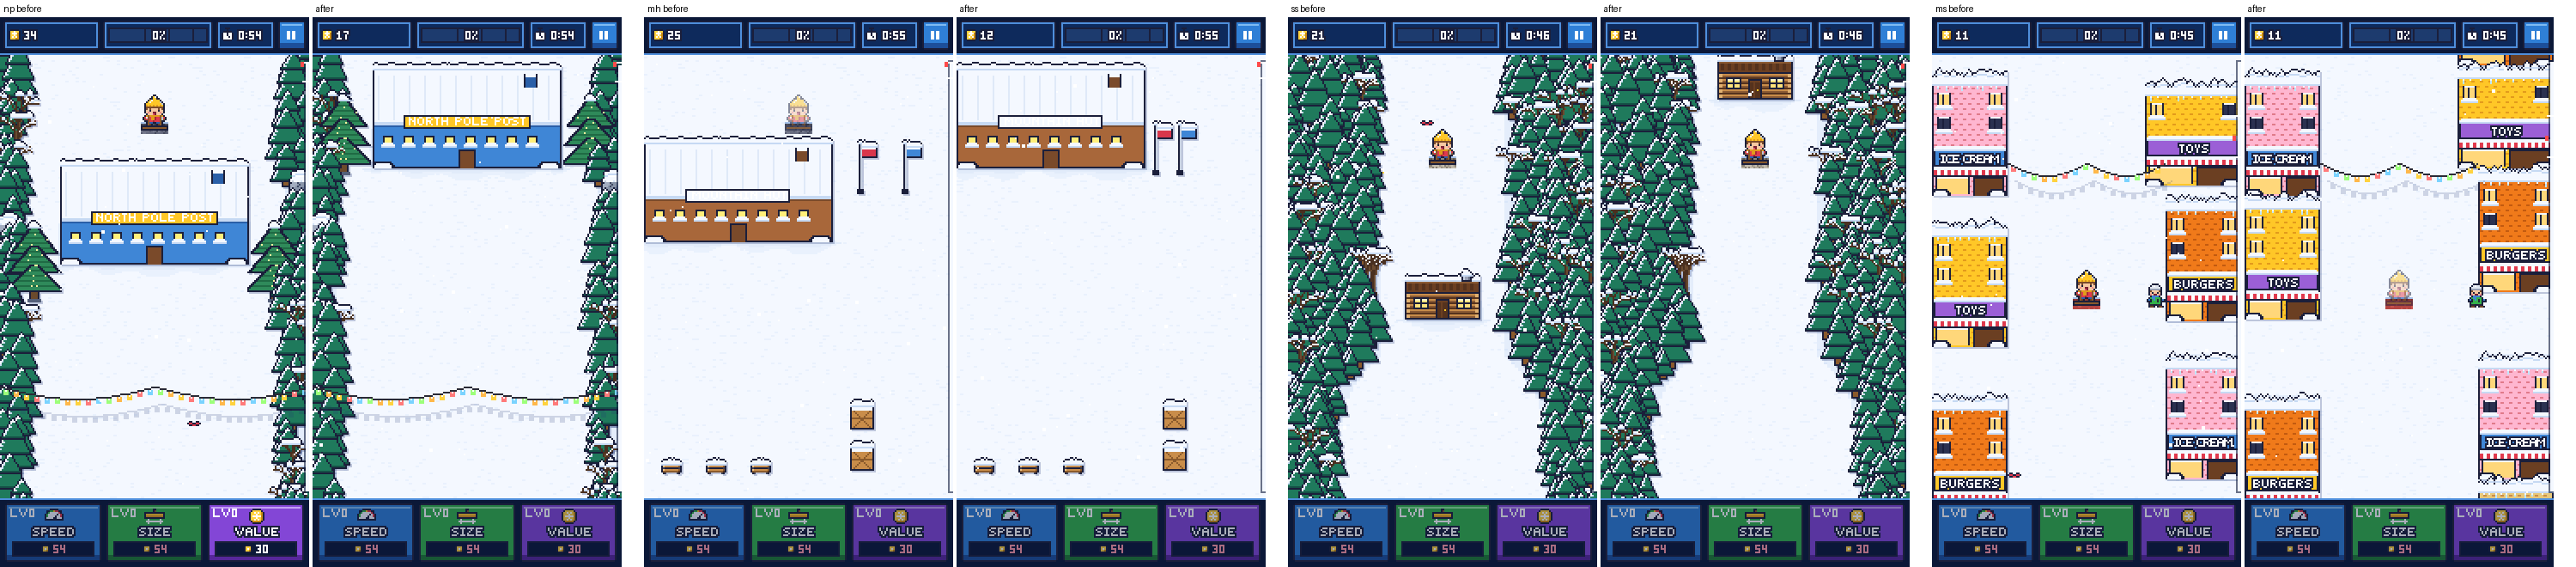 np before
after
mh before
after
ss before
after
ms before
after
34
0%
0:54
17
0%
0:54
25
0%
0:55
12
0%
0:55
21
0%
0:46
21
0%
0:46
11
0%
0:45
11
0%
0:45
NORTH POLE POST
NORTH POLE POST
ICE CREAM
TOYS
TOYS
BURGERS
ICE CREAM
BURGERS
ICE CREAM
TOYS
TOYS
BURGERS
ICE CREAM
BURGERS
LV0
SPEED
54
LV0
SIZE
54
LV0
VALUE
30
LV0
SPEED
54
LV0
SIZE
54
LV0
VALUE
30
LV0
SPEED
54
LV0
SIZE
54
LV0
VALUE
30
LV0
SPEED
54
LV0
SIZE
54
LV0
VALUE
30
LV0
SPEED
54
LV0
SIZE
54
LV0
VALUE
30
LV0
SPEED
54
LV0
SIZE
54
LV0
VALUE
30
LV0
SPEED
54
LV0
SIZE
54
LV0
VALUE
30
LV0
SPEED
54
LV0
SIZE
54
LV0
VALUE
30